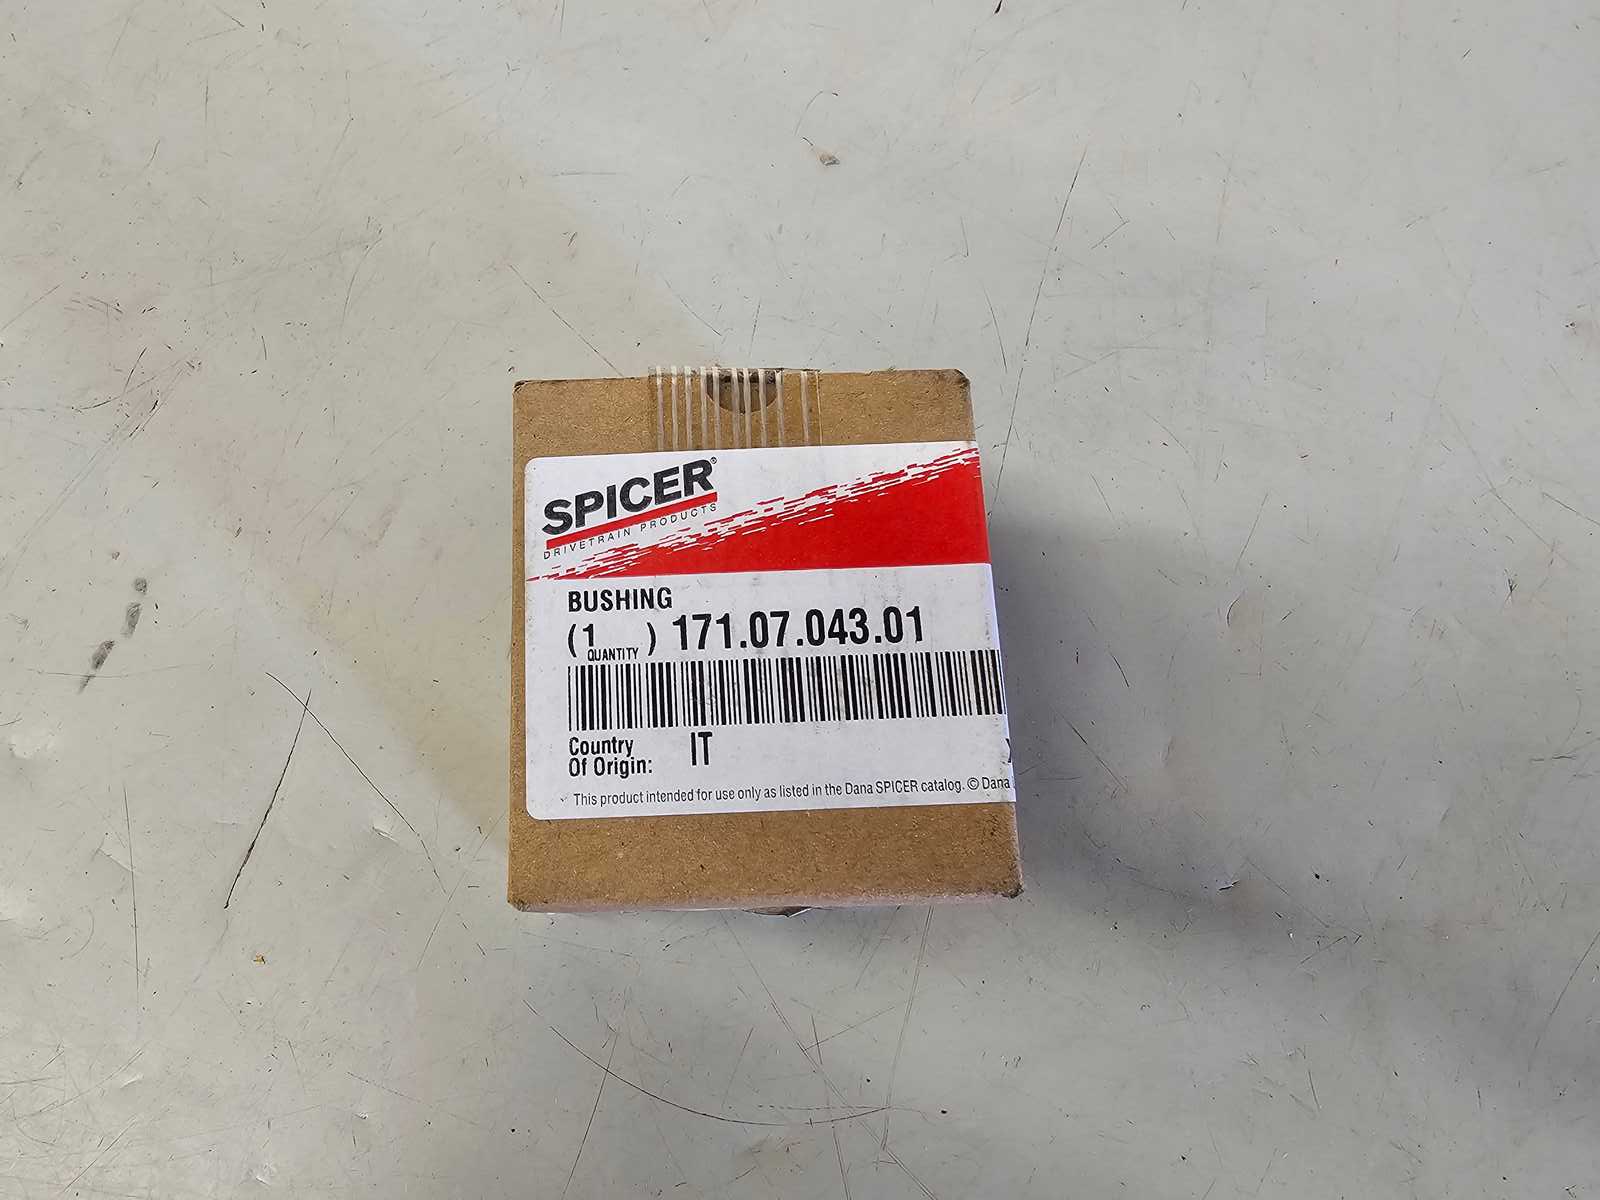 SPICER®
DRIVETRAIN PRODUCTS
BUSHING
(1 QUANTITY) 171.07.043.01
Country
Of Origin: IT
This product intended for use only as listed in the Dana SPICER catalog. © Dana